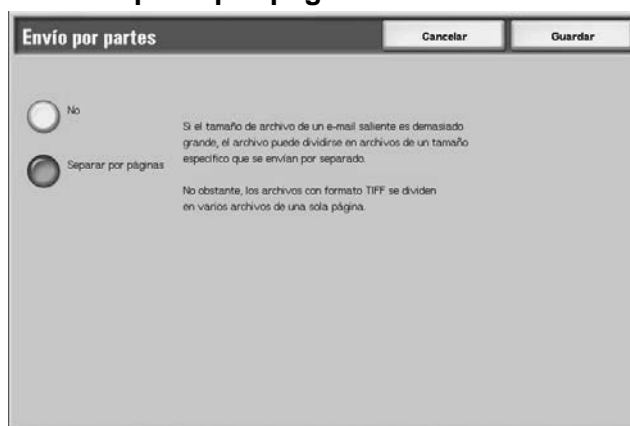 Envío por partes
Cancelar
Guardar
No
Separar por páginas
Si el tamaño de archivo de un e-mail saliente es demasiado
grande, el archivo puede dividirse en archivos de un tamaño
específico que se envían por separado.
No obstante, los archivos con formato TIFF se dividen
en varios archivos de una sola página.